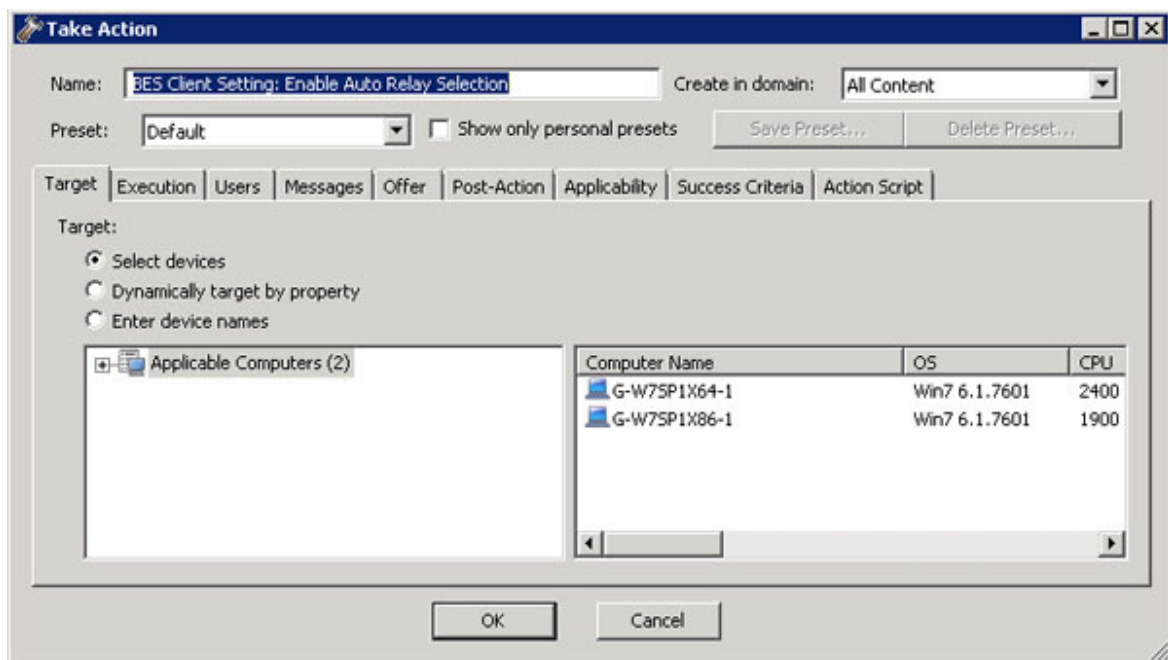 Take Action
Name: BES Client Setting: Enable Auto Relay Selection Create in domain: All Content
Preset: Default Show only personal presets Save Preset... Delete Preset...
Target Execution Users Messages Offer Post-Action Applicability Success Criteria Action Script
Target:
Select devices
Dynamically target by property
Enter device names
Applicable Computers (2)
Computer Name OS CPU
G-W7SP1X64-1 Win7 6.1.7601 2400
G-W7SP1X86-1 Win7 6.1.7601 1900
OK Cancel